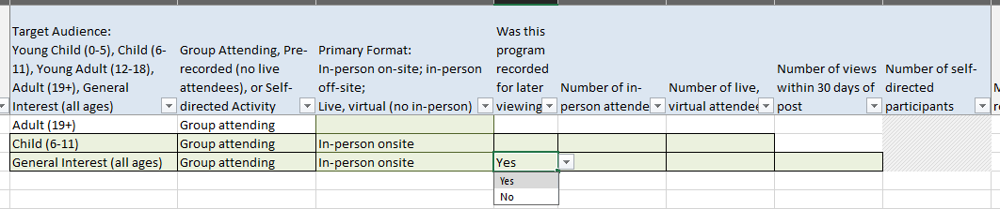 Target Audience:
Young Child (0-5), Child (6-
11), Young Adult (12-18),
Adult (19+), General
Interest (all ages)
Group Attending, Pre-
recorded (no live
attendees), or Self-
directed Activity
Primary Format:
In-person on-site; in-person
off-site;
Live, virtual (no in-person)
Was this
program
recorded
for later
viewing
Number of in-
person attende
Number of live,
virtual attende
Number of views
within 30 days of
post
Number of self-
directed
participants
Adult (19+) Group attending
Child (6-11) Group attending In-person onsite
General Interest (all ages) Group attending In-person onsite Yes
Yes
No